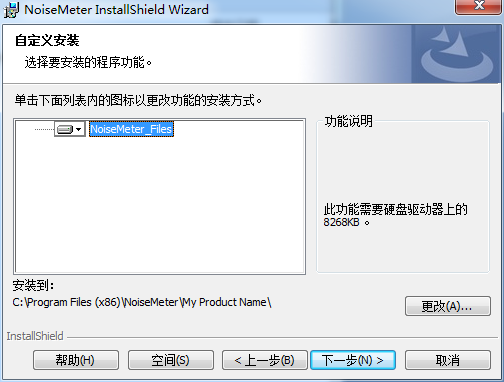 NoiseMeter InstallShield Wizard
自定义安装
选择要安装的程序功能。
单击下面列表内的图标以更改功能的安装方式。
NoiseMeter_Files
功能说明
此功能需要硬盘驱动器上的
8268KB 。
安装到：
C:\Program Files (x86)\NoiseMeter\My Product Name\
更改(A)...
InstallShield
帮助(H)
空间(S)
< 上一步(B)
下一步(N) >
取消